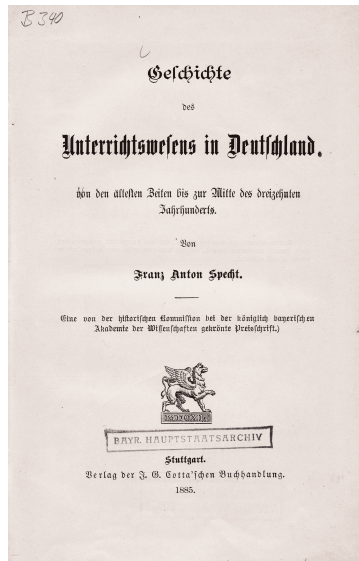 B 340
Geschichte
des
Unterrichtswesens in Deutschland.
von den ältesten Zeiten bis zur Mitte des dreizehnten
Jahrhunderts.
Von
Franz Anton Specht.
Eine von der historischen Kommission bei der königlich bayerischen
Akademie der Wissenschaften gekrönte Preisschrift.)
BAYR. HAUPTSTAATSARCHIV
Stuttgart.
Verlag der J. G. Cotta'schen Buchhandlung.
1885.